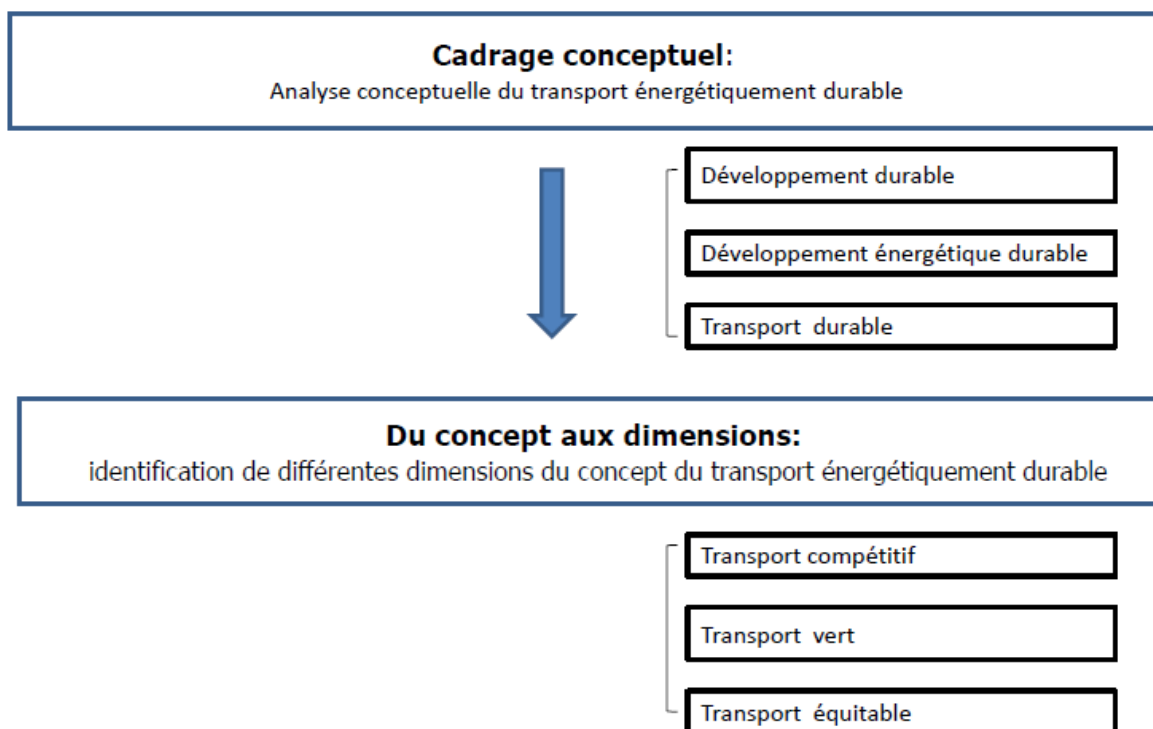 Cadrage conceptuel:
Analyse conceptuelle du transport énergétiquement durable
Développement durable
Développement énergétique durable
Transport durable
Du concept aux dimensions:
identification de différentes dimensions du concept du transport énergétiquement durable
Transport compétitif
Transport vert
Transport équitable